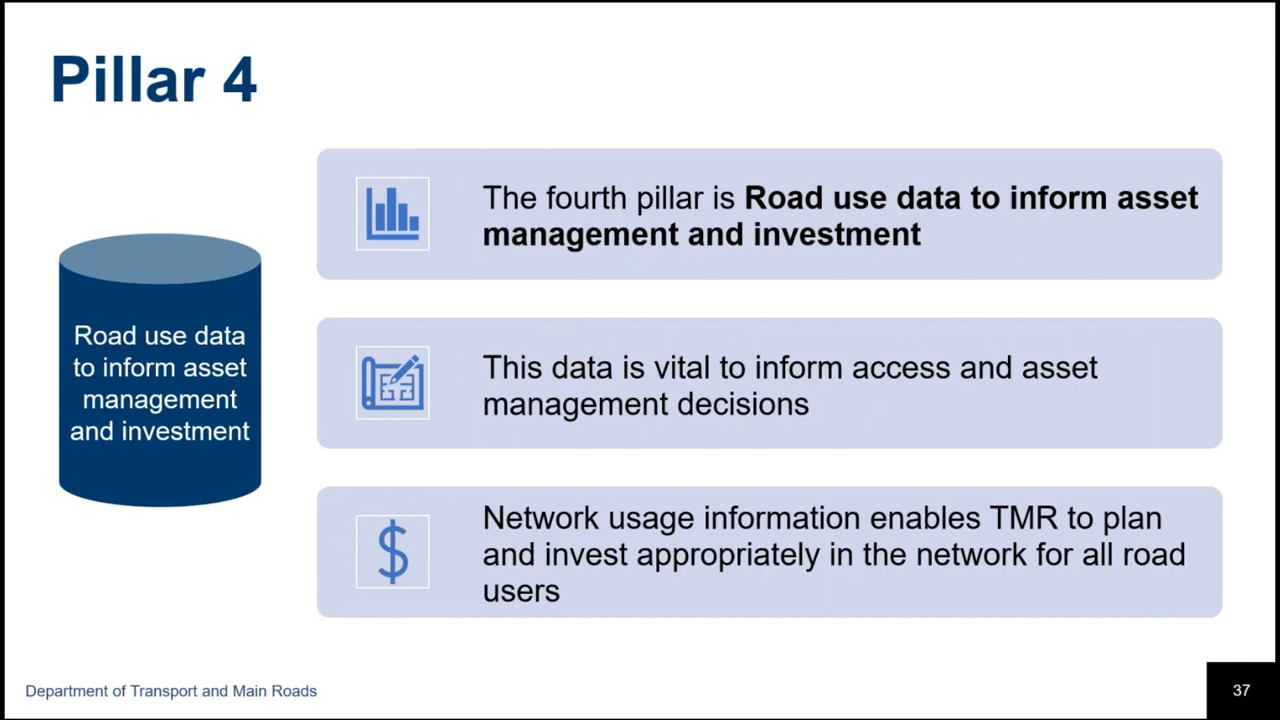 Pillar 4
Road use data
to inform asset
management
and investment
The fourth pillar is Road use data to inform asset
management and investment
This data is vital to inform access and asset
management decisions
Network usage information enables TMR to plan
and invest appropriately in the network for all road
users
Department of Transport and Main Roads
37